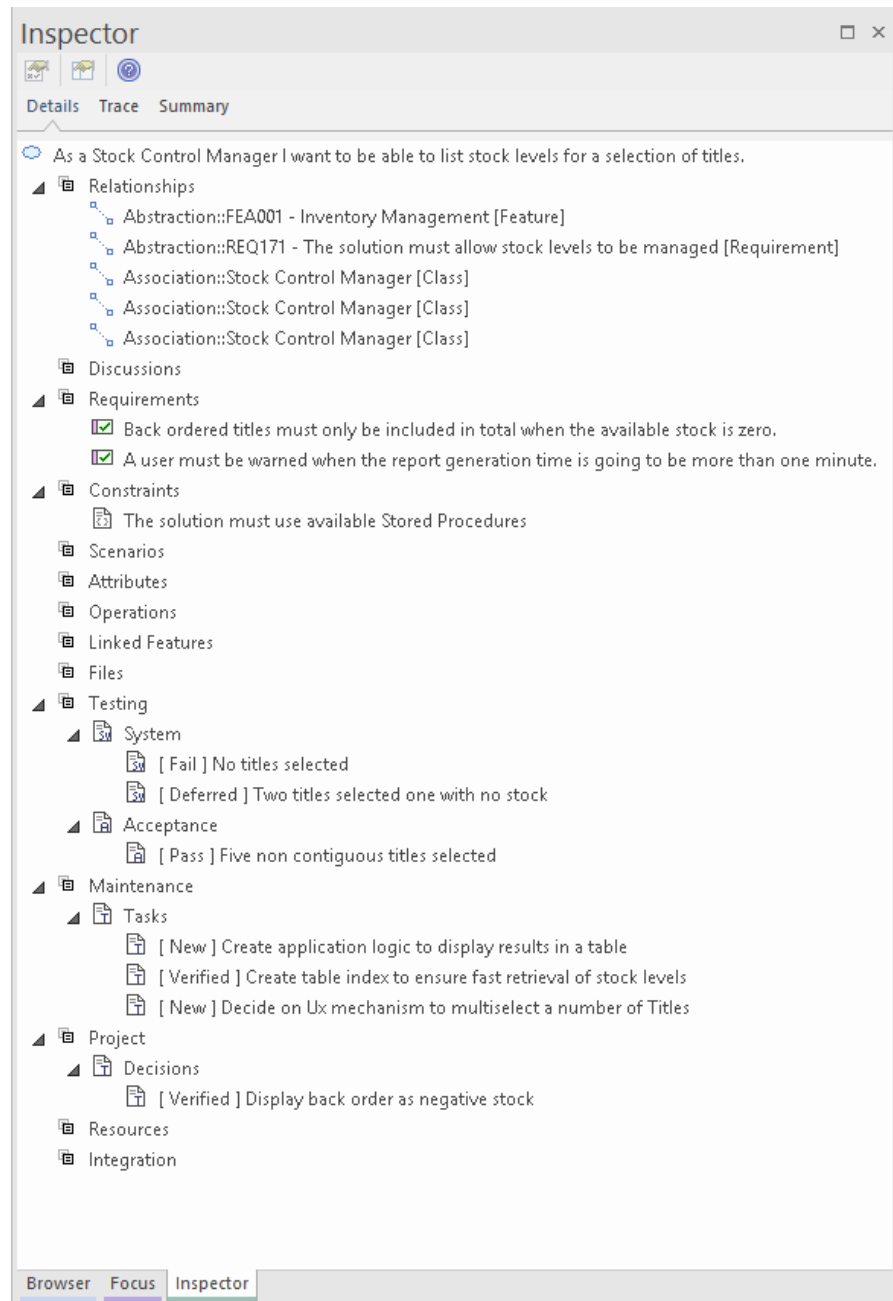 Inspector
Details Trace Summary
As a Stock Control Manager I want to be able to list stock levels for a selection of titles.
Relationships
Abstraction::FEA001 - Inventory Management [Feature]
Abstraction::REQ171 - The solution must allow stock levels to be managed [Requirement]
Association::Stock Control Manager [Class]
Association::Stock Control Manager [Class]
Association::Stock Control Manager [Class]
Discussions
Requirements
Back ordered titles must only be included in total when the available stock is zero.
A user must be warned when the report generation time is going to be more than one minute.
Constraints
The solution must use available Stored Procedures
Scenarios
Attributes
Operations
Linked Features
Files
Testing
System
[ Fail ] No titles selected
[ Deferred ] Two titles selected one with no stock
Acceptance
[ Pass ] Five non contiguous titles selected
Maintenance
Tasks
[ New ] Create application logic to display results in a table
[ Verified ] Create table index to ensure fast retrieval of stock levels
[ New ] Decide on Ux mechanism to multiselect a number of Titles
Project
Decisions
[ Verified ] Display back order as negative stock
Resources
Integration
Browser Focus Inspector